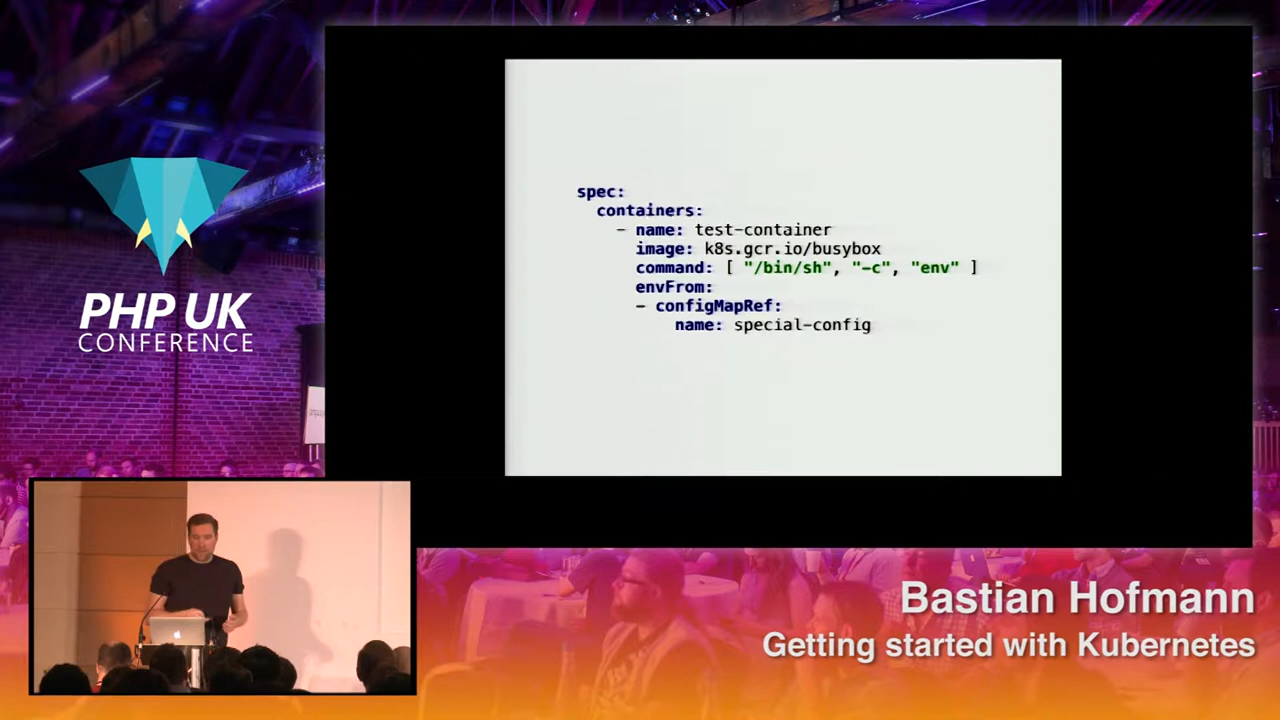 PHP UK
CONFERENCE
spec:
containers:
- name: test-container
image: k8s.gcr.io/busybox
command: [ "/bin/sh", "-c", "env" ]
envFrom:
- configMapRef:
name: special-config
Bastian Hofmann
Getting started with Kubernetes